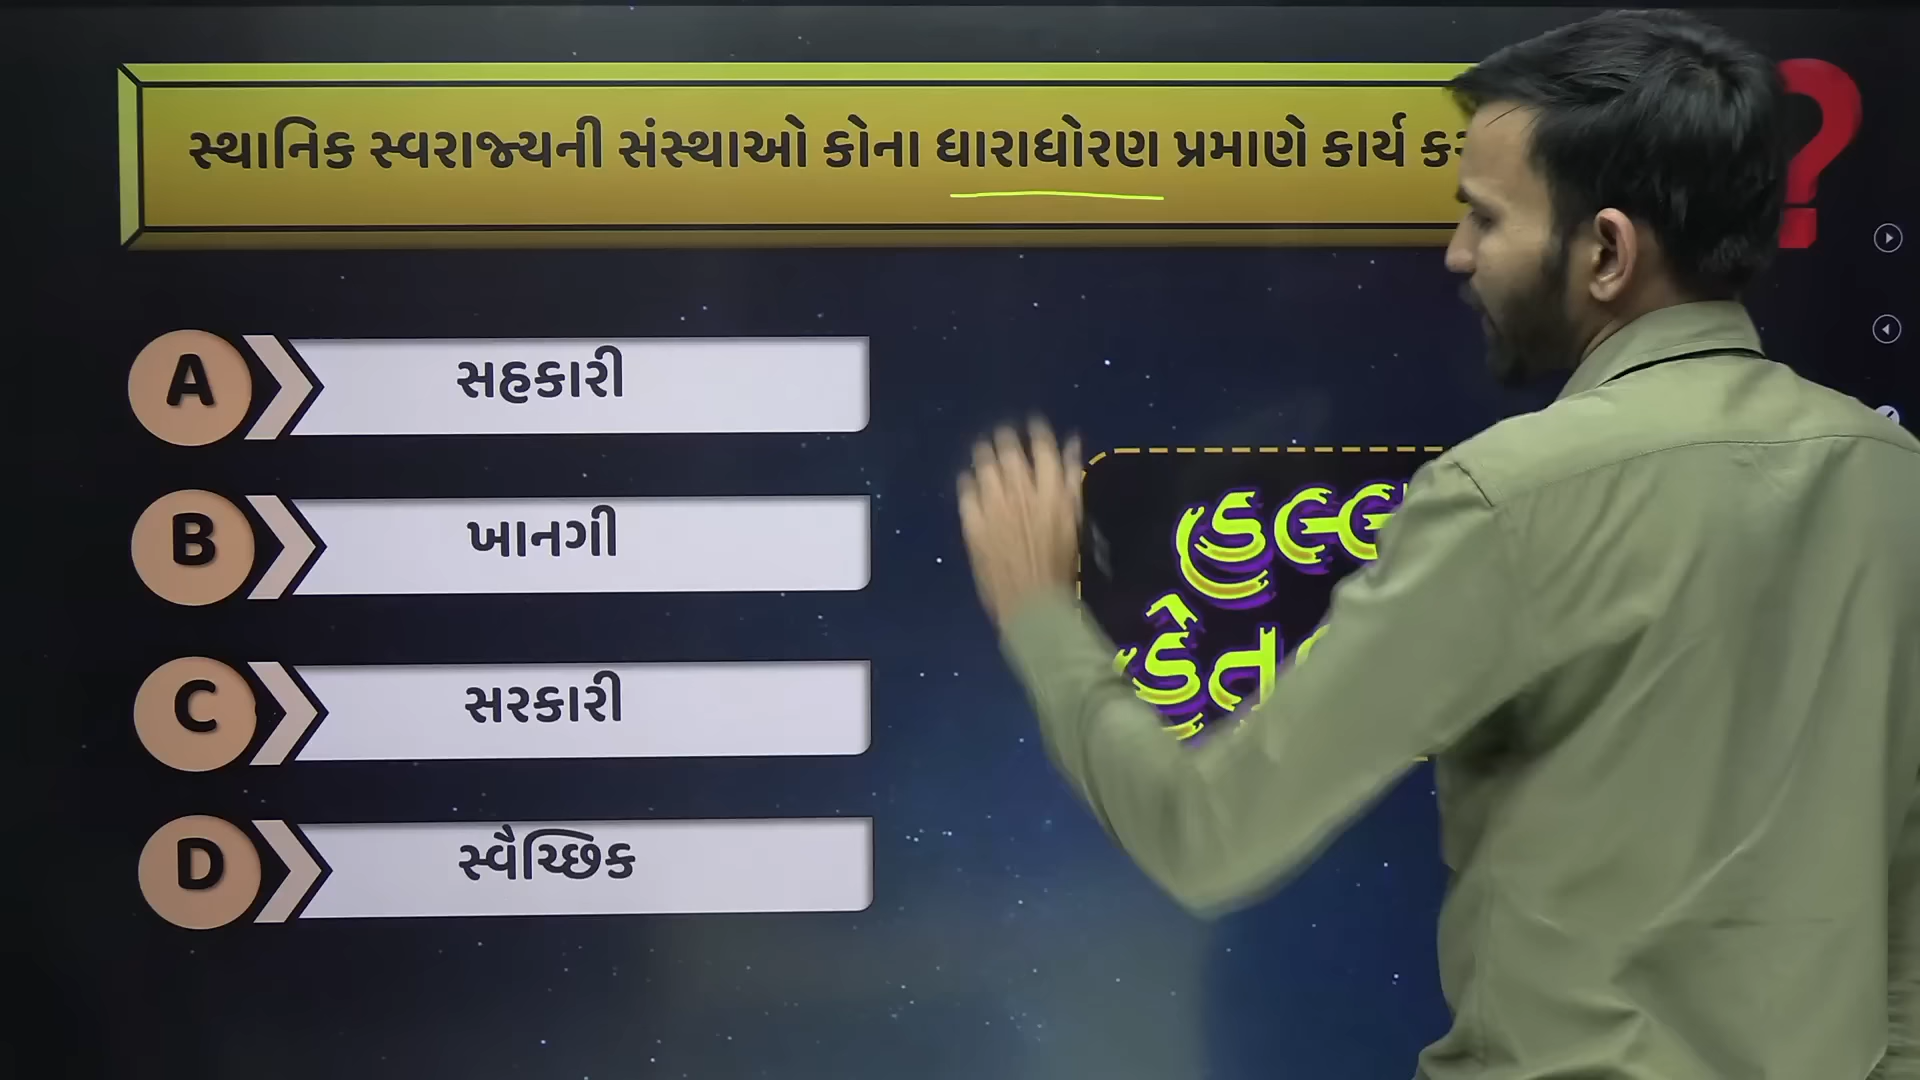 સ્થાનિક સ્વરાજ્યની સંસ્થાઓ કોના ધારાધોરણ પ્રમાણે કાર્ય
?
A
સહકારી
B
ખાનગી
C
સરકારી
D
સ્વૈચ્છિક